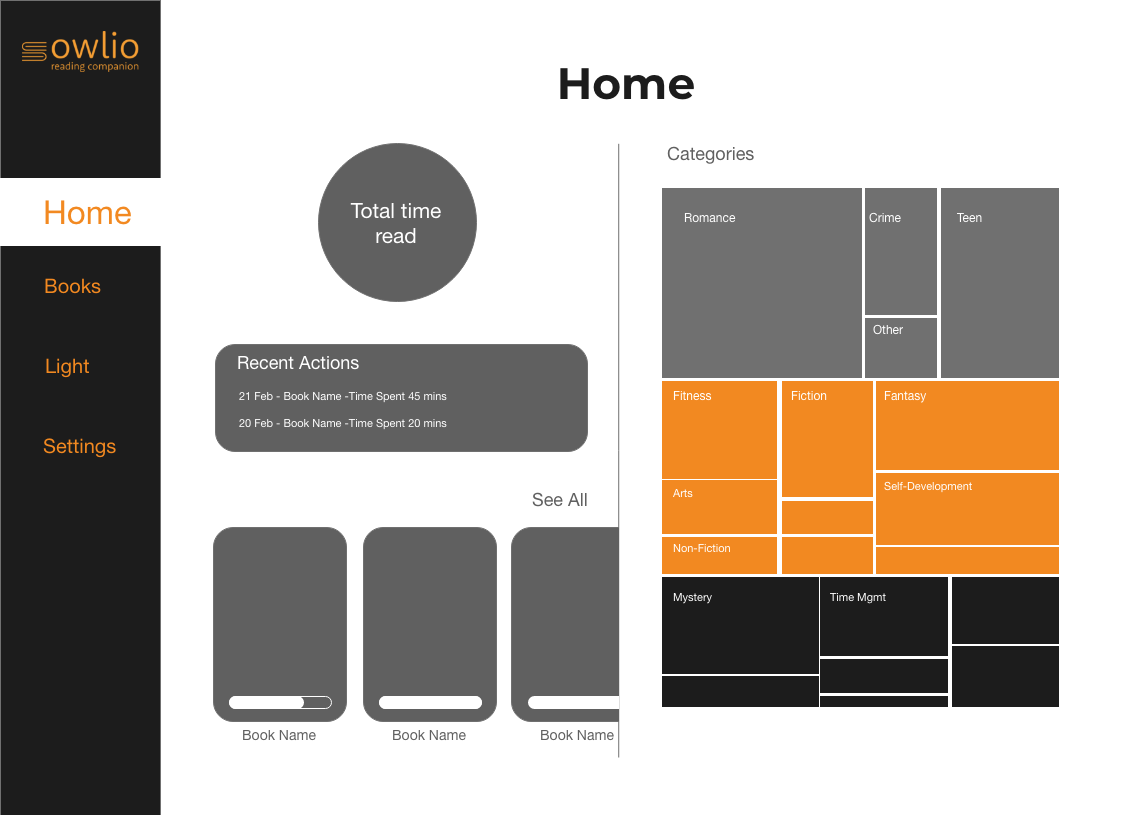 owlio
reading companion
Home
Books
Light
Settings
Home
Total time
read
Recent Actions
21 Feb - Book Name -Time Spent 45 mins
20 Feb - Book Name -Time Spent 20 mins
See All
Book Name
Book Name
Book Name
Categories
Romance
Crime
Teen
Other
Fitness
Fiction
Fantasy
Arts
Self-Development
Non-Fiction
Mystery
Time Mgmt